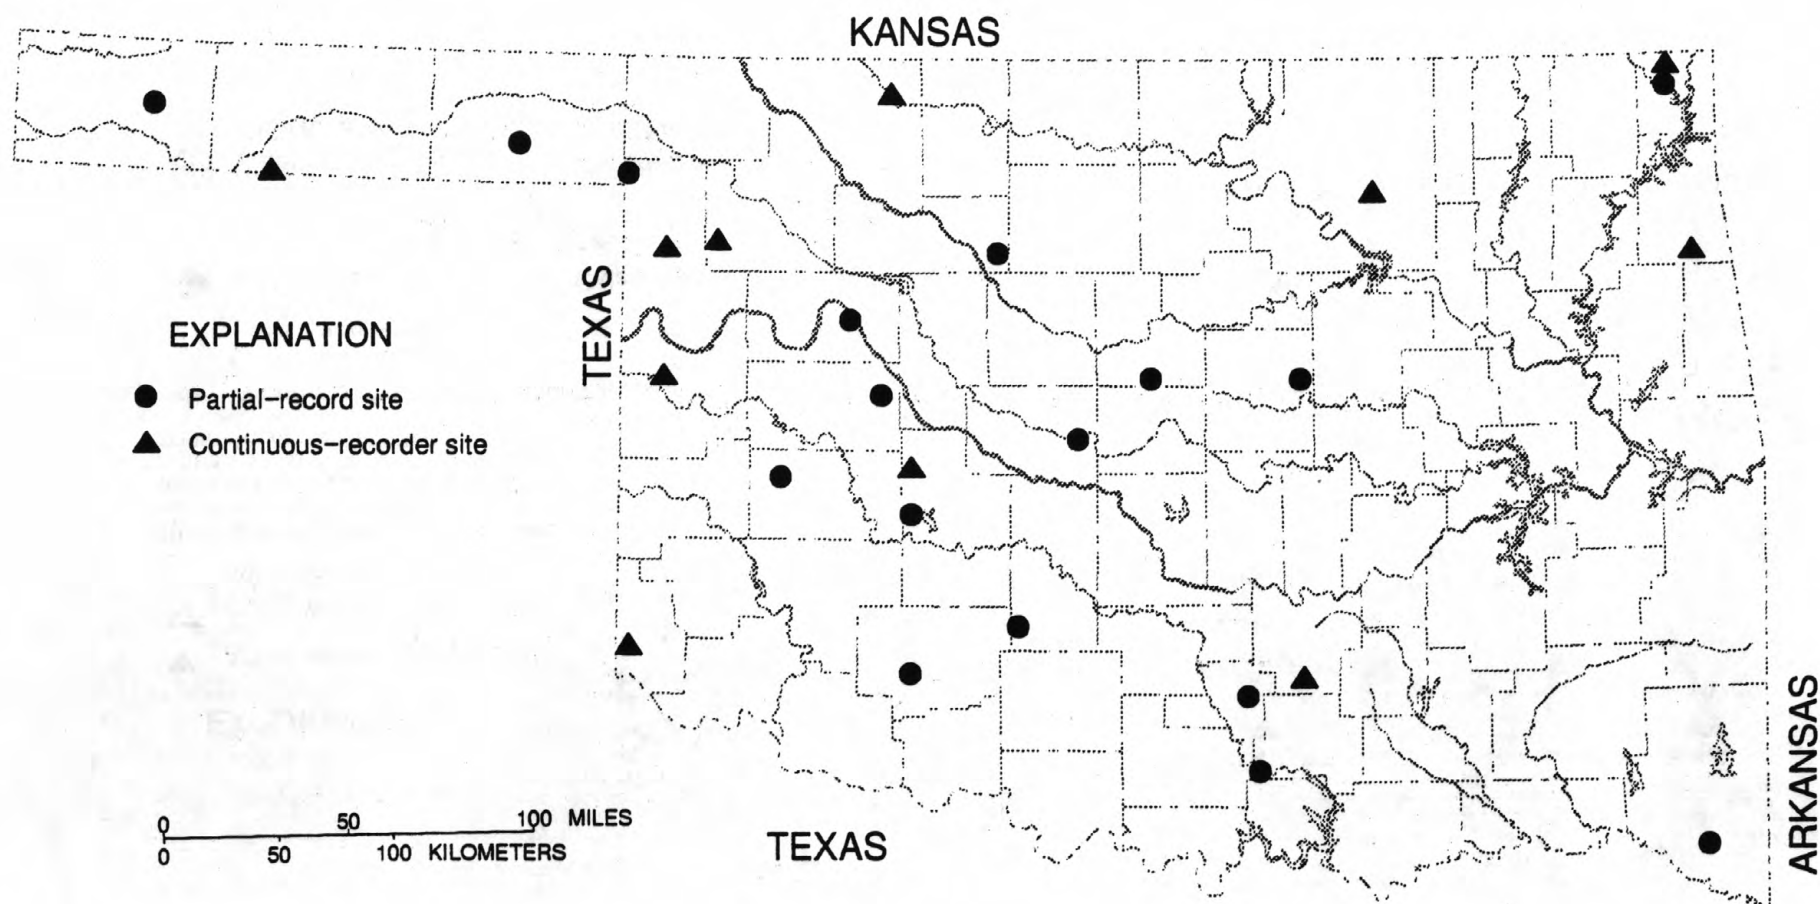 KANSAS
TEXAS
EXPLANATION
Partial-record site
Continuous-recorder site
0 50 100 MILES
0 50 100 KILOMETERS
TEXAS
ARKANSAS